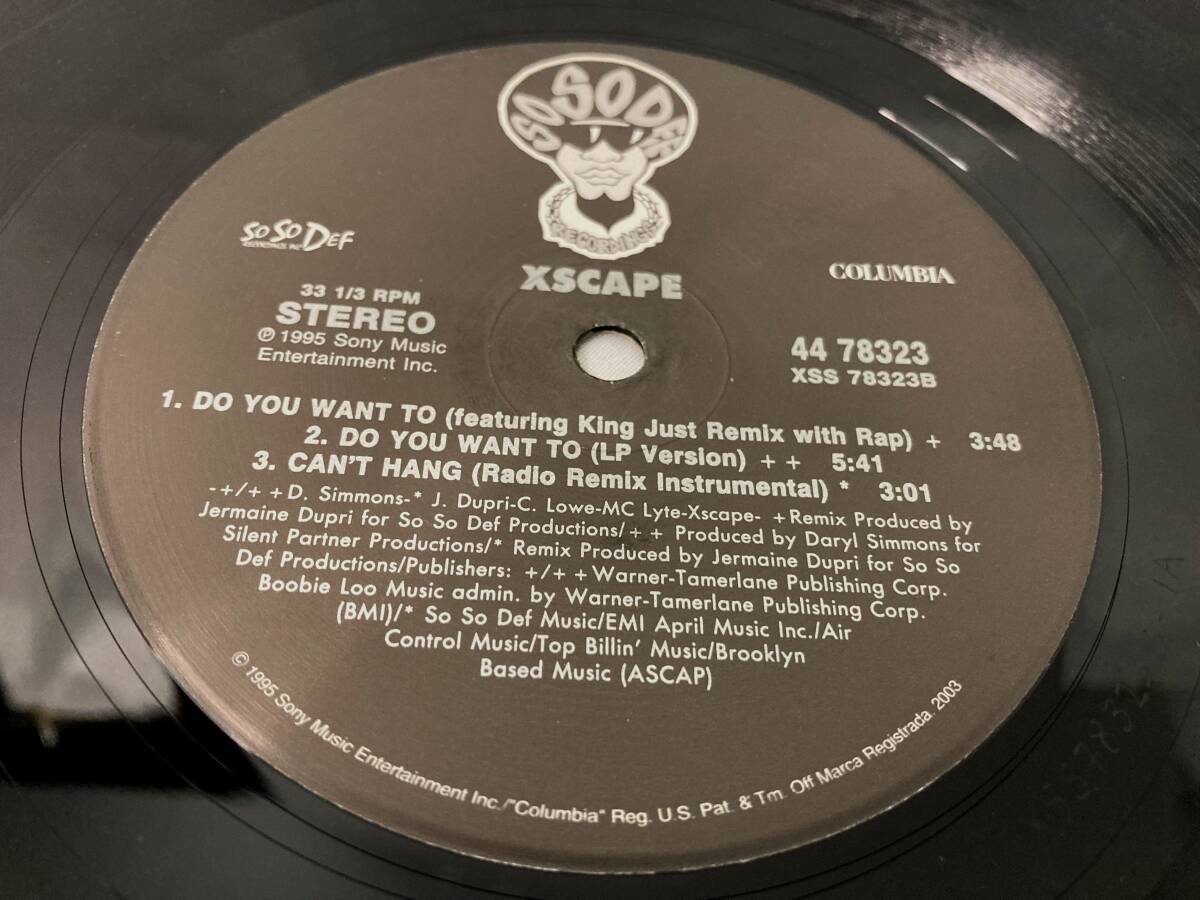 SO SO DEF
RECORDINGS
SO SO DEF
XSCAPE
COLUMBIA
33 1/3 RPM
STEREO
℗ 1995 Sony Music
Entertainment Inc.
44 78323
XSS 78323B
1. DO YOU WANT TO (featuring King Just Remix with Rap) + 3:48
2. DO YOU WANT TO (LP Version) + + 5:41
3. CAN'T HANG (Radio Remix Instrumental) * 3:01
-+/+ +D. Simmons-* J. Dupri-C. Lowe-MC Lyte-Xscape- +Remix Produced by
Jermaine Dupri for So So Def Productions/+ + Produced by Daryl Simmons for
Silent Partner Productions/* Remix Produced by Jermaine Dupri for So So
Def Productions/Publishers: +/+ +Warner-Tamerlane Publishing Corp.
Boobie Loo Music admin. by Warner-Tamerlane Publishing Corp.
(BMI)/* So So Def Music/EMI April Music Inc./Air
Control Music/Top Billin' Music/Brooklyn
Based Music (ASCAP)
© 1995 Sony Music Entertainment Inc./"Columbia" Reg. U.S. Pat. & Tm. Off Marca Registrada. 2003